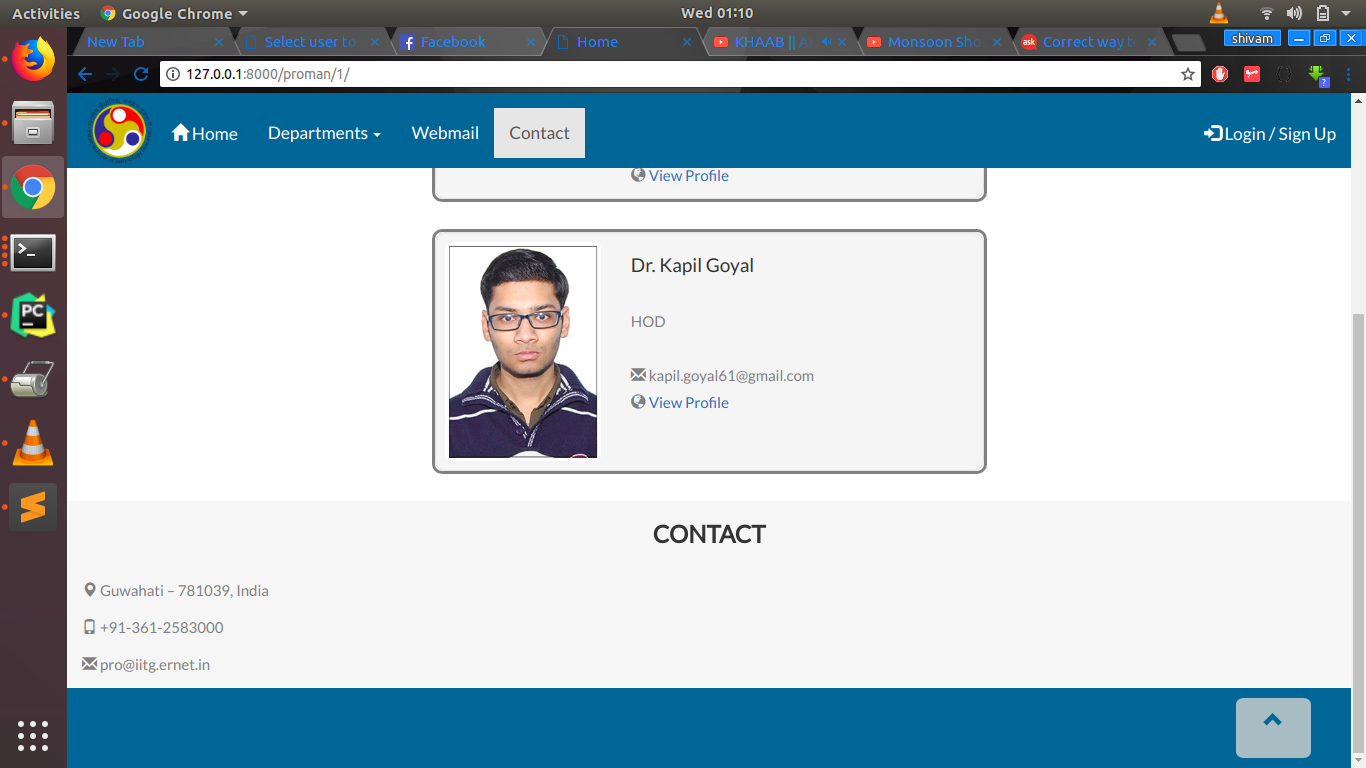 Activities Google Chrome Wed 01:10
New Tab Select user to Facebook Home KHAAB || A Monsoon Sho ask Correct way t shivam
127.0.0.1:8000/proman/1/
Home Departments Webmail Contact Login / Sign Up
View Profile
Dr. Kapil Goyal
HOD
kapil.goyal61@gmail.com
View Profile
CONTACT
Guwahati – 781039, India
+91-361-2583000
pro@iitg.ernet.in
PC